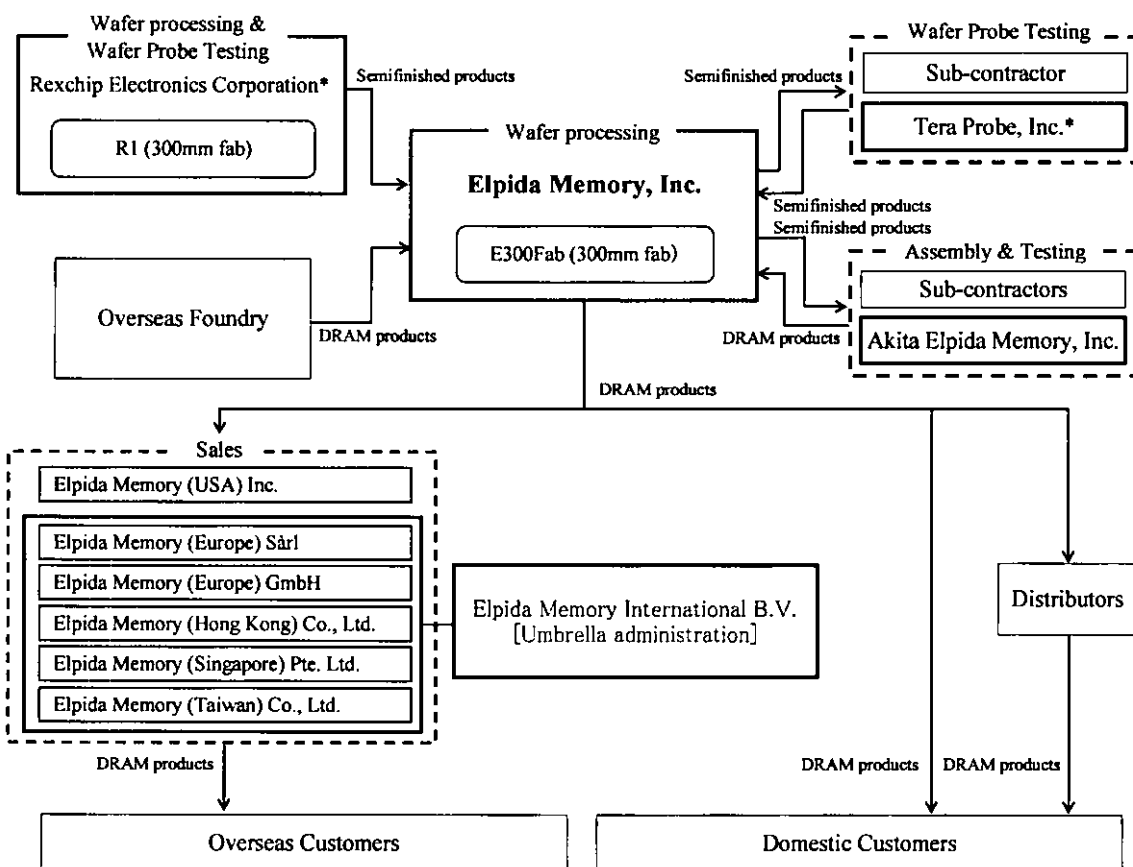 Wafer processing &
Wafer Probe Testing
Rexchip Electronics Corporation*
R1 (300mm fab)
Semifinished products
Wafer processing
Elpida Memory, Inc.
E300Fab (300mm fab)
Semifinished products
Wafer Probe Testing
Sub-contractor
Tera Probe, Inc.*
Semifinished products
Semifinished products
Assembly & Testing
Sub-contractors
Akita Elpida Memory, Inc.
DRAM products
Overseas Foundry
DRAM products
DRAM products
Sales
Elpida Memory (USA) Inc.
Elpida Memory (Europe) Sàrl
Elpida Memory (Europe) GmbH
Elpida Memory (Hong Kong) Co., Ltd.
Elpida Memory (Singapore) Pte. Ltd.
Elpida Memory (Taiwan) Co., Ltd.
Elpida Memory International B.V.
[Umbrella administration]
Distributors
DRAM products
DRAM products
DRAM products
Overseas Customers
Domestic Customers